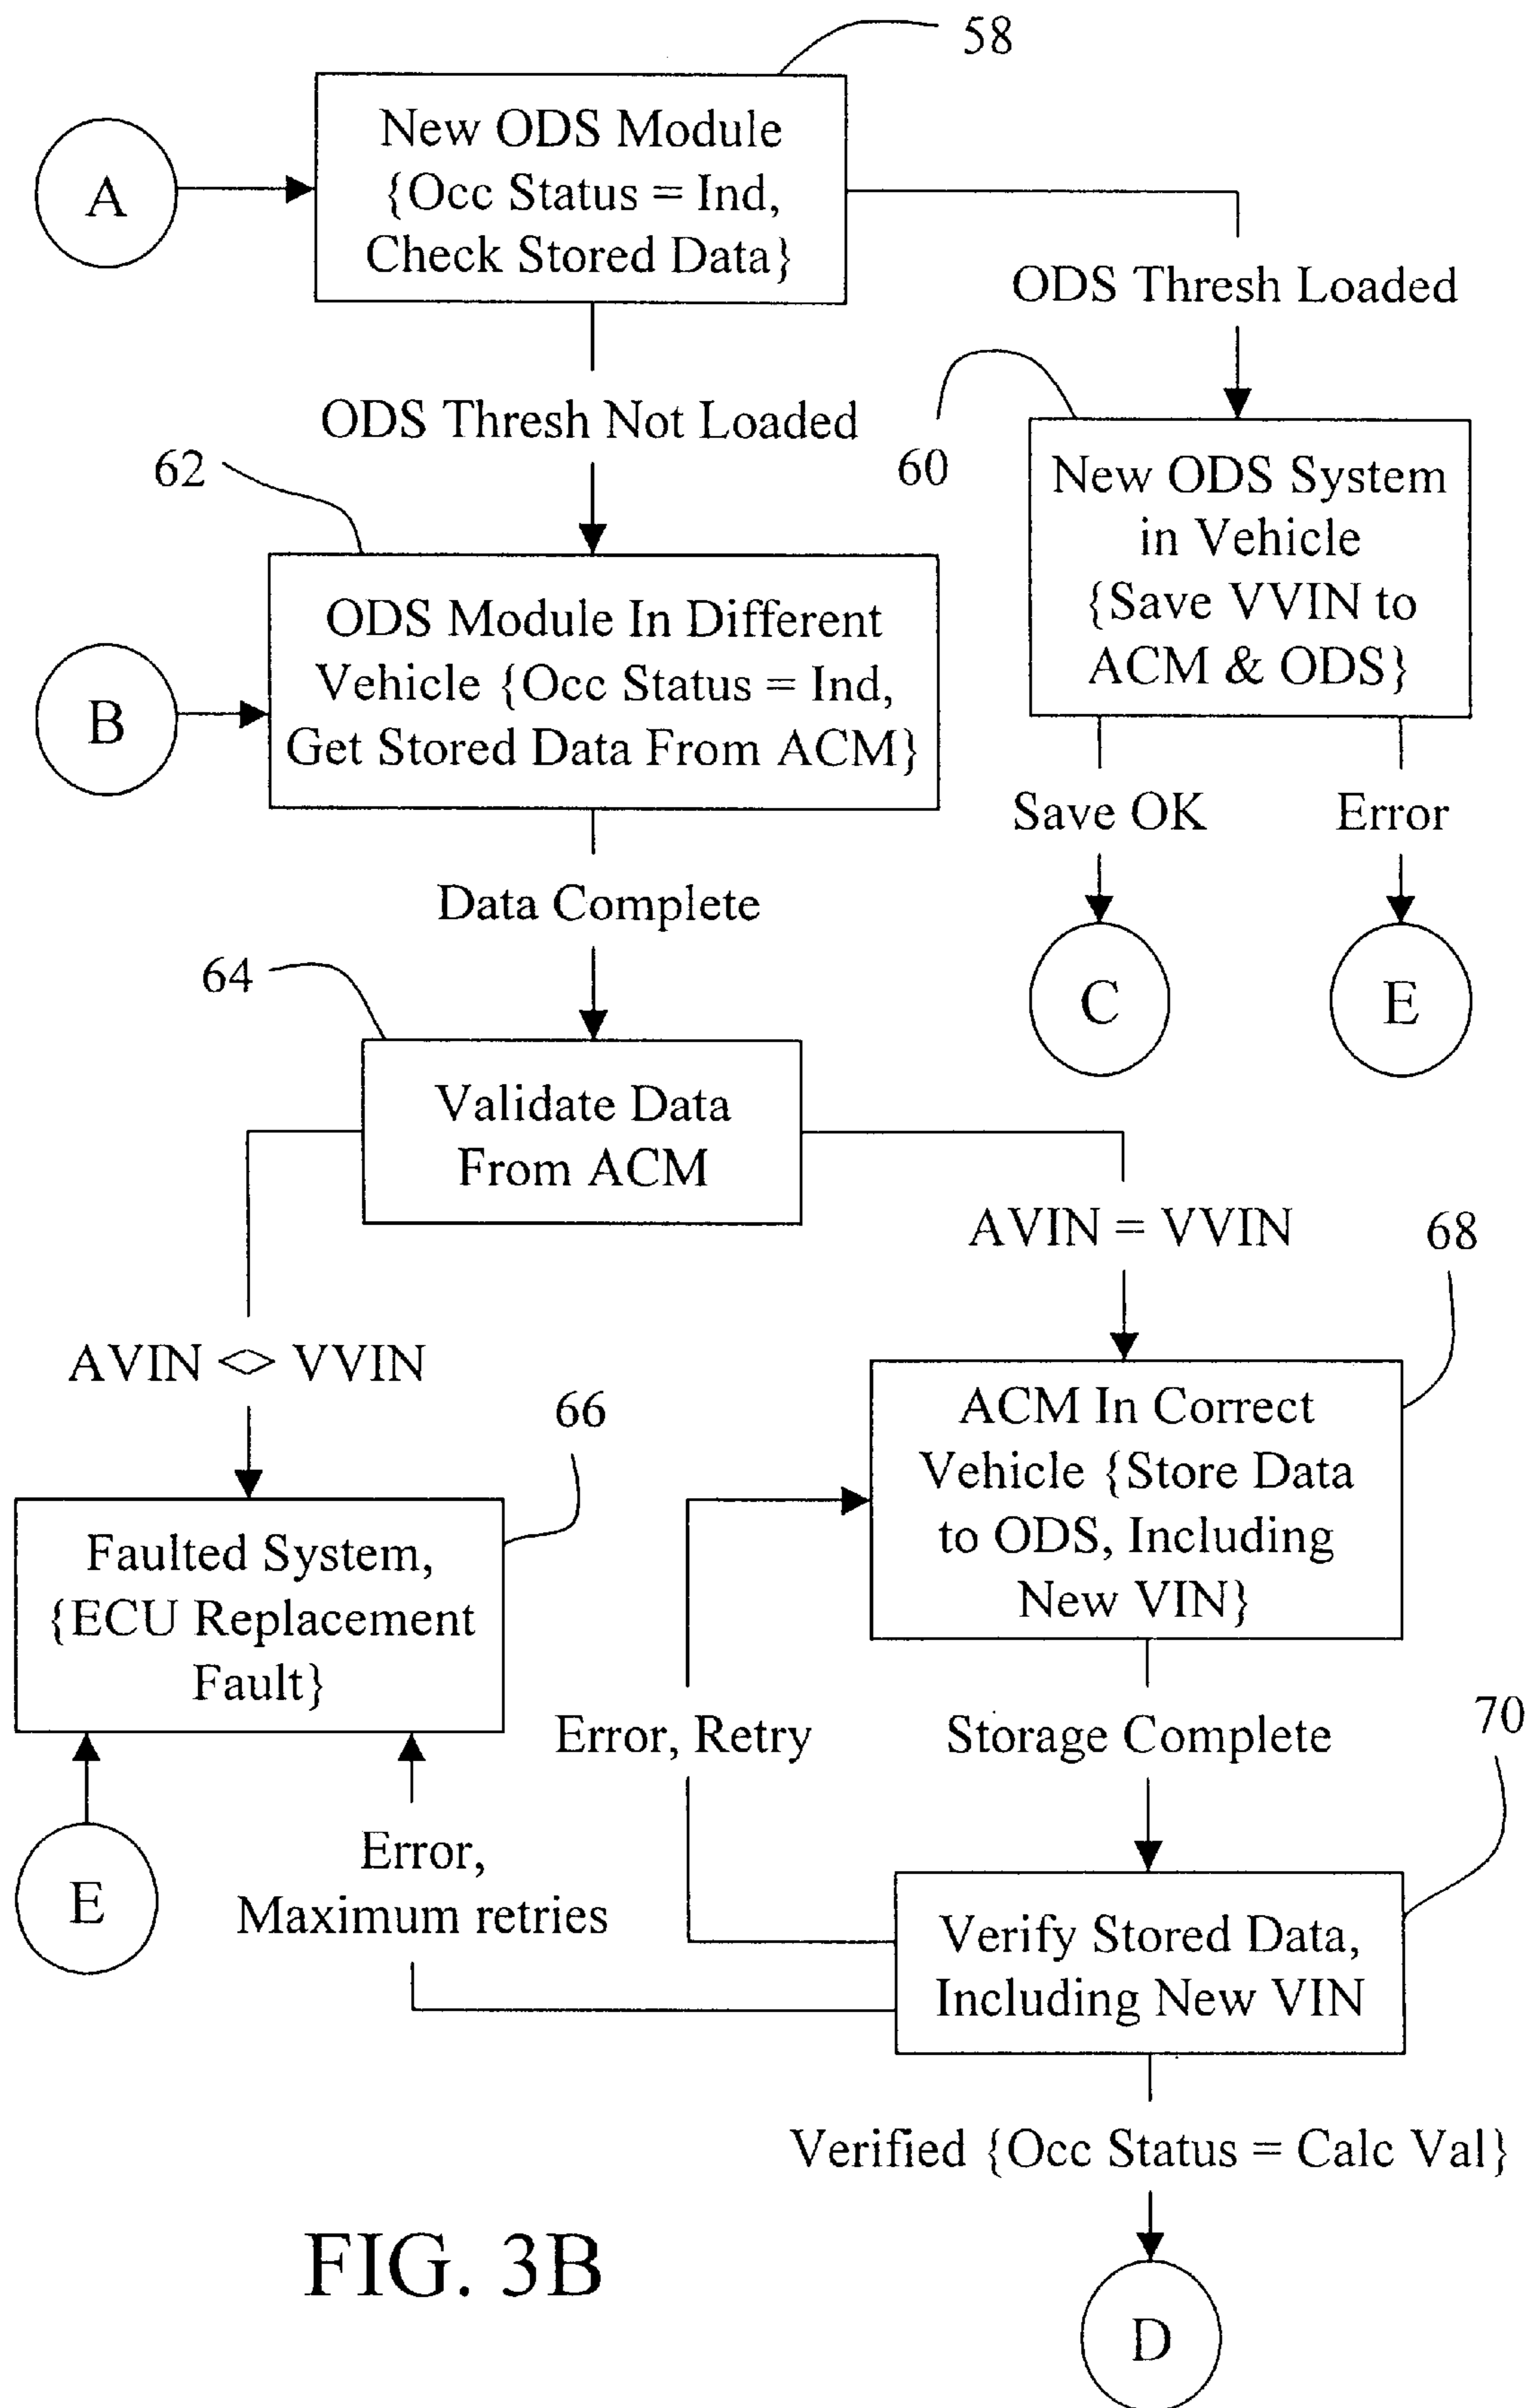 58
New ODS Module
{Occ Status = Ind,
Check Stored Data}
A
ODS Thresh Loaded
ODS Thresh Not Loaded
60
62
New ODS System
in Vehicle
{Save VVIN to
ACM & ODS}
ODS Module In Different
Vehicle {Occ Status = Ind,
Get Stored Data From ACM}
B
Save OK
Error
Data Complete
C
E
64
Validate Data
From ACM
AVIN = VVIN
68
AVIN <> VVIN
66
ACM In Correct
Vehicle {Store Data
to ODS, Including
New VIN}
Faulted System,
{ECU Replacement
Fault}
Error, Retry
Storage Complete
70
E
Error,
Maximum retries
Verify Stored Data,
Including New VIN
Verified {Occ Status = Calc Val}
FIG. 3B
D